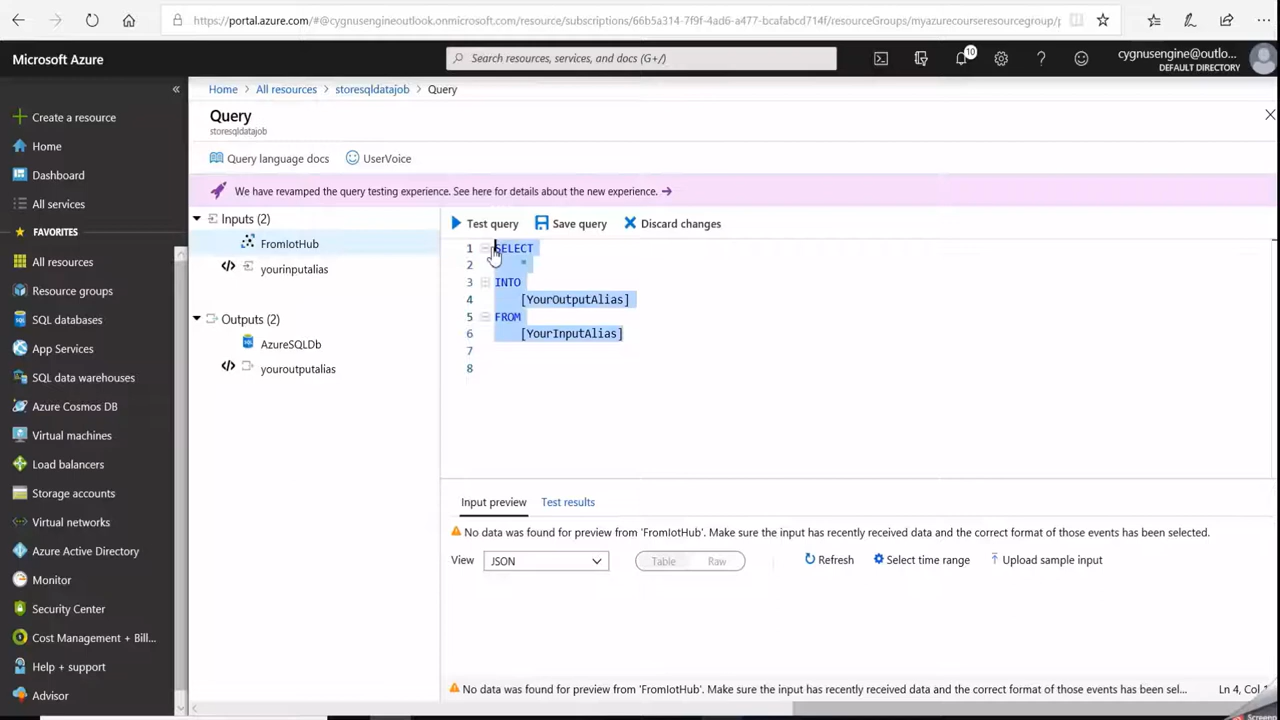 https://portal.azure.com/#@cygnusengineoutlook.onmicrosoft.com/resource/subscriptions/66b5a314-7f9f-4ad6-a477-bcafabcd714f/resourceGroups/myazurecourseresourcegroup/
Microsoft Azure
Search resources, services, and docs (G+/)
10
cygnusengine@outlo...
DEFAULT DIRECTORY
Create a resource
Home
Dashboard
All services
FAVORITES
All resources
Resource groups
SQL databases
App Services
SQL data warehouses
Azure Cosmos DB
Virtual machines
Load balancers
Storage accounts
Virtual networks
Azure Active Directory
Monitor
Security Center
Cost Management + Bill...
Help + support
Advisor
Home > All resources > storesqldatajob > Query
Query
storesqldatajob
Query language docs
UserVoice
We have revamped the query testing experience. See here for details about the new experience. →
Inputs (2)
FromIotHub
yourinputalias
Outputs (2)
AzureSQLDb
youroutputalias
Test query
Save query
Discard changes
1 SELECT
2 *
3 INTO
4 [YourOutputAlias]
5 FROM
6 [YourInputAlias]
7
8
Input preview
Test results
No data was found for preview from 'FromIotHub'. Make sure the input has recently received data and the correct format of those events has been selected.
View
JSON
Table
Raw
Refresh
Select time range
Upload sample input
No data was found for preview from 'FromIotHub'. Make sure the input has recently received data and the correct format of those events has been sel...
Ln 4, Col